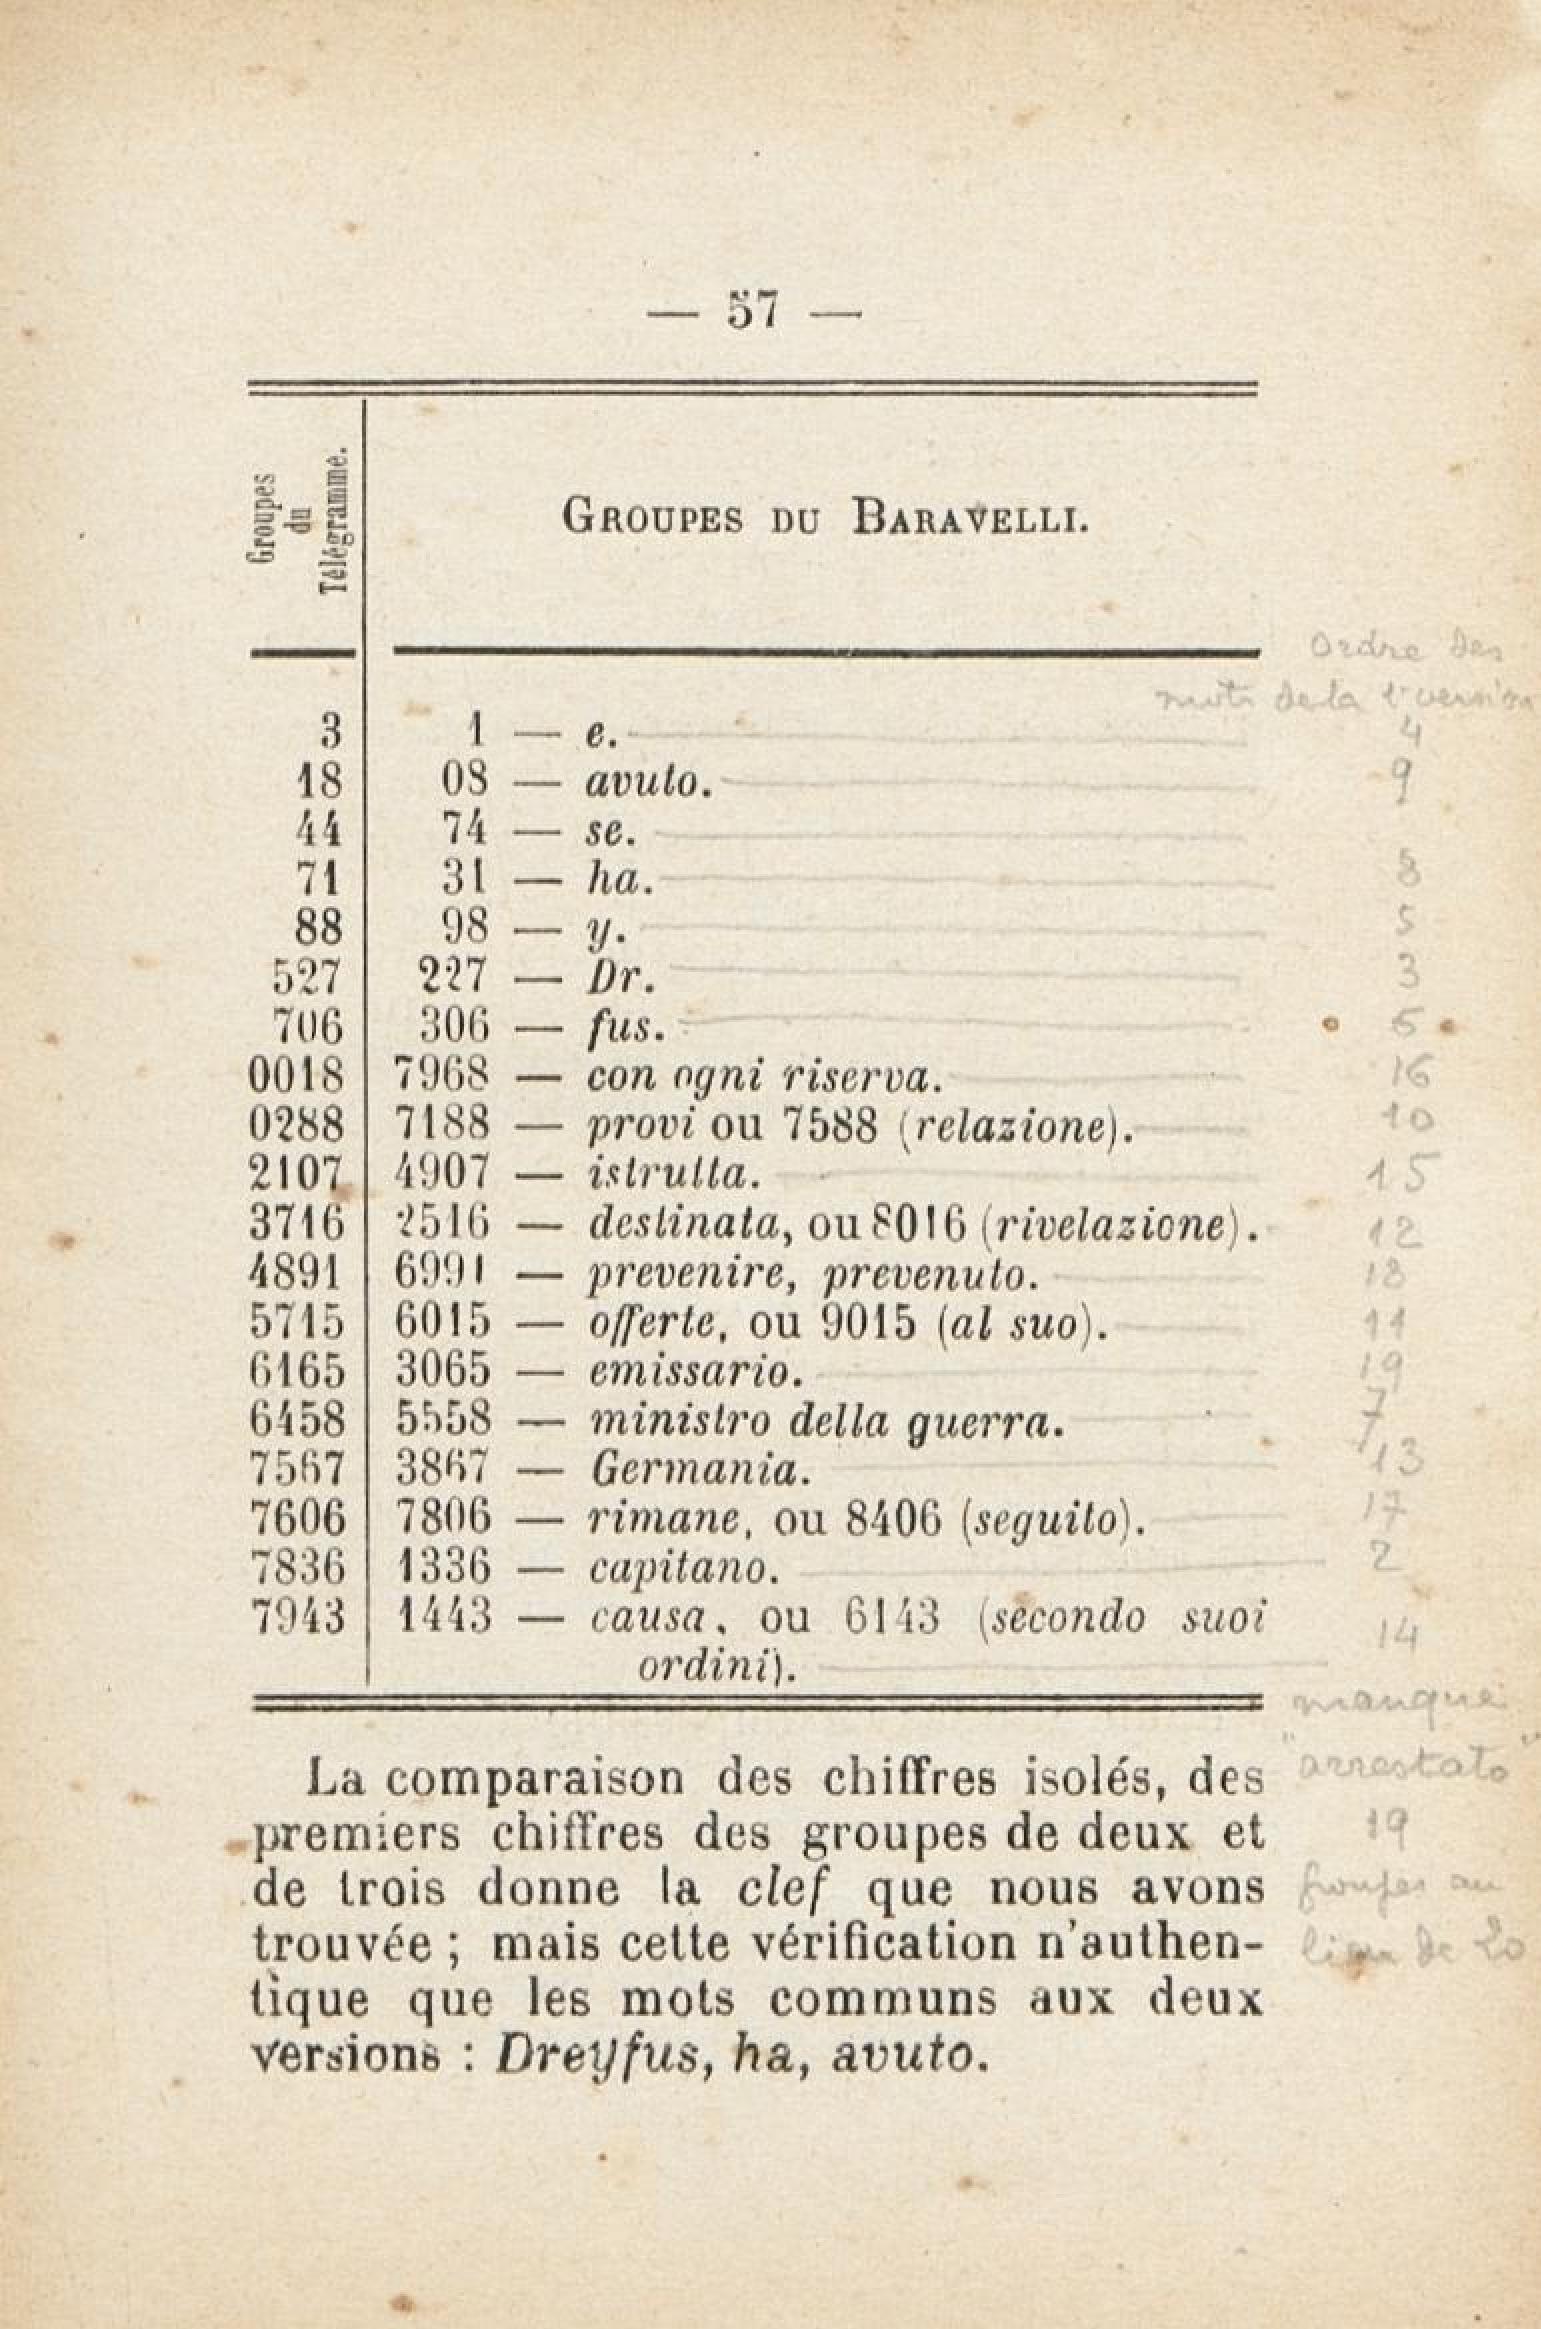 — 57 —
Groupes
du
Télégramme.
GROUPES DU BARAVELLI.
ordre des
mots de la 1e version
3 1 — e. 4
18 08 — avuto. 9
44 74 — se.
71 31 — ha. 8
88 98 — y. 5
527 227 — Dr. 3
706 306 — fus. 6
0018 7968 — con ogni riserva. 16
0288 7188 — provi ou 7588 (relazione). 10
2107 4907 — istrutta. 15
3716 2516 — destinata, ou 8016 (rivelazione). 12
4891 6991 — prevenire, prevenuto. 18
5715 6015 — offerte, ou 9015 (al suo). 11
6165 3065 — emissario. 19
6458 5558 — ministro della guerra. 7
7567 3867 — Germania. 13
7606 7806 — rimane, ou 8406 (seguito). 17
7836 1336 — capitano. 2
7943 1443 — causa, ou 6143 (secondo suoi
ordini). 14
manque
"arrestato"
19
groupes au
lieu de 20
La comparaison des chiffres isolés, des
premiers chiffres des groupes de deux et
de trois donne la clef que nous avons
trouvée ; mais cette vérification n'authen-
tique que les mots communs aux deux
versions : Dreyfus, ha, avuto.